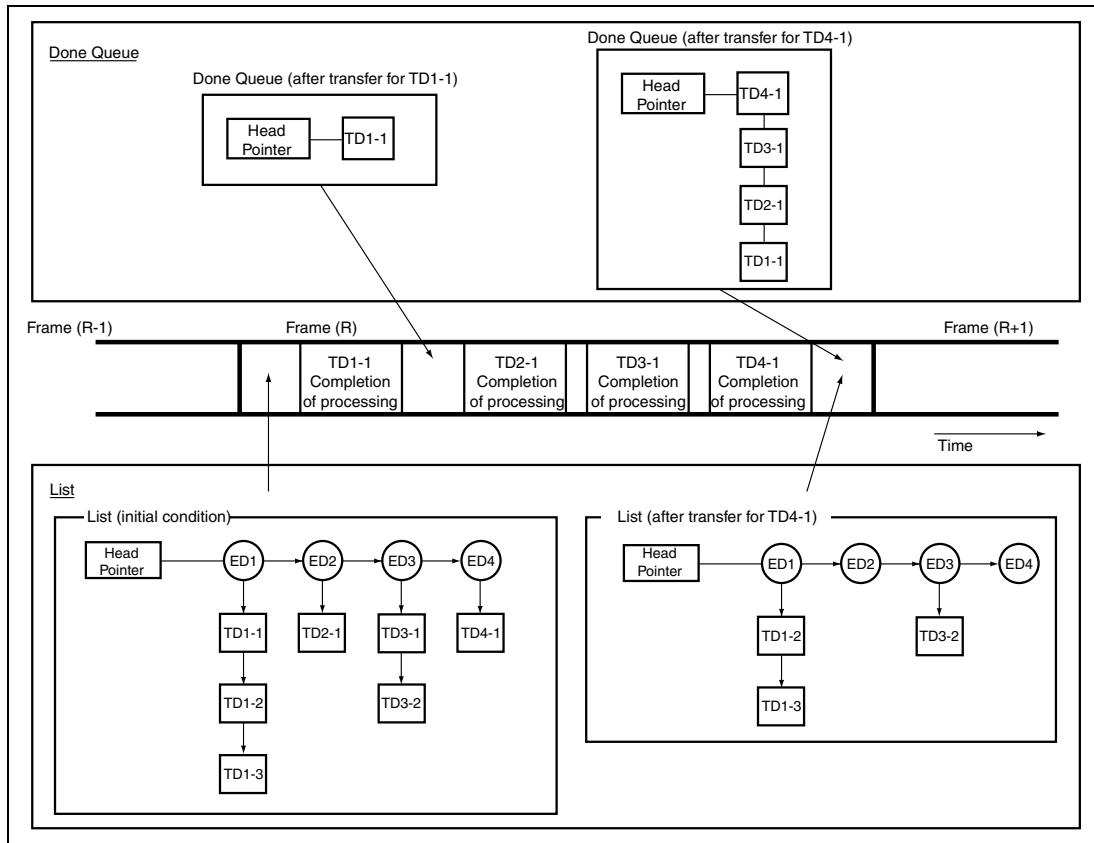 Done Queue
Done Queue (after transfer for TD1-1)
Head
Pointer
TD1-1
Done Queue (after transfer for TD4-1)
Head
Pointer
TD4-1
TD3-1
TD2-1
TD1-1
Frame (R-1)
Frame (R)
Frame (R+1)
TD1-1
Completion
of processing
TD2-1
Completion
of processing
TD3-1
Completion
of processing
TD4-1
Completion
of processing
Time
List
List (initial condition)
Head
Pointer
ED1
ED2
ED3
ED4
TD1-1
TD2-1
TD3-1
TD4-1
TD1-2
TD3-2
TD1-3
List (after transfer for TD4-1)
Head
Pointer
ED1
ED2
ED3
ED4
TD1-2
TD3-2
TD1-3